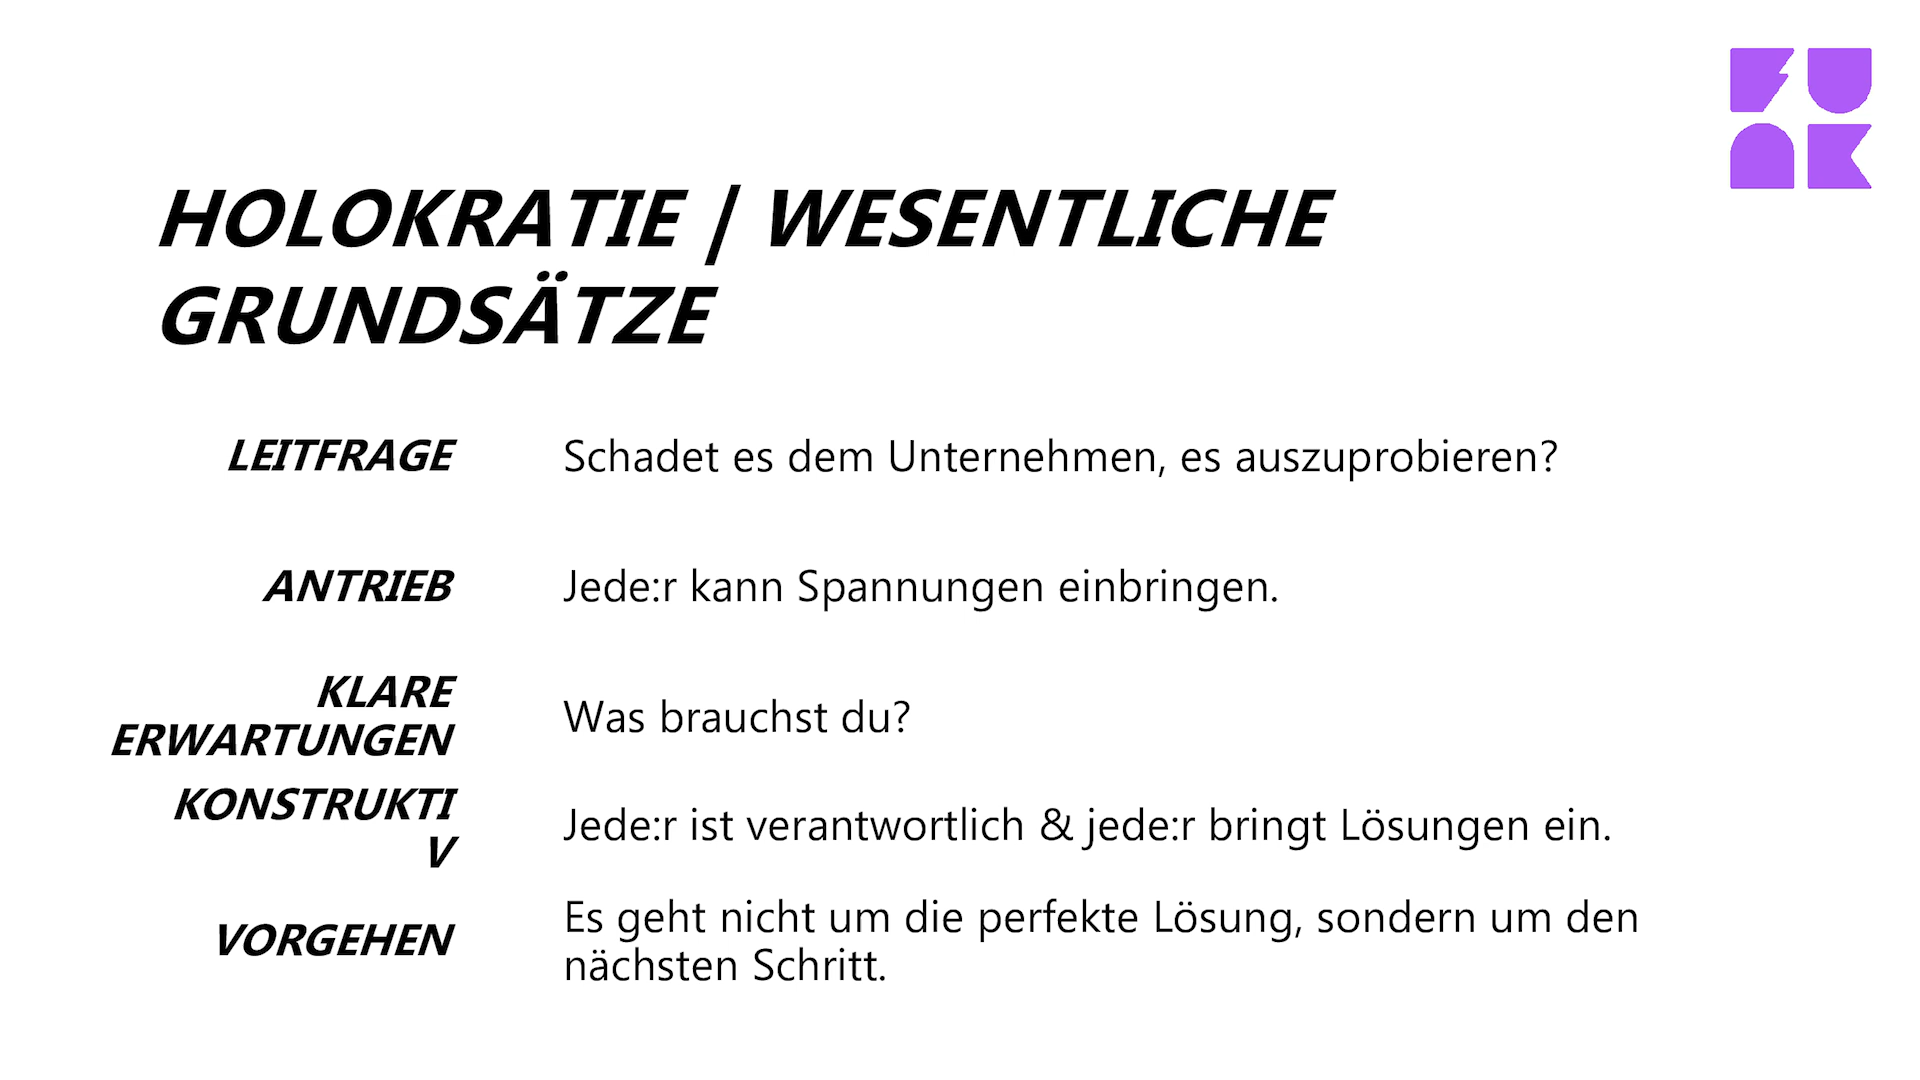 FUNK
HOLOKRATIE | WESENTLICHE
GRUNDSÄTZE
LEITFRAGE
Schadet es dem Unternehmen, es auszuprobieren?
ANTRIEB
Jede:r kann Spannungen einbringen.
KLARE
ERWARTUNGEN
Was brauchst du?
KONSTRUKTI
V
Jede:r ist verantwortlich & jede:r bringt Lösungen ein.
VORGEHEN
Es geht nicht um die perfekte Lösung, sondern um den
nächsten Schritt.